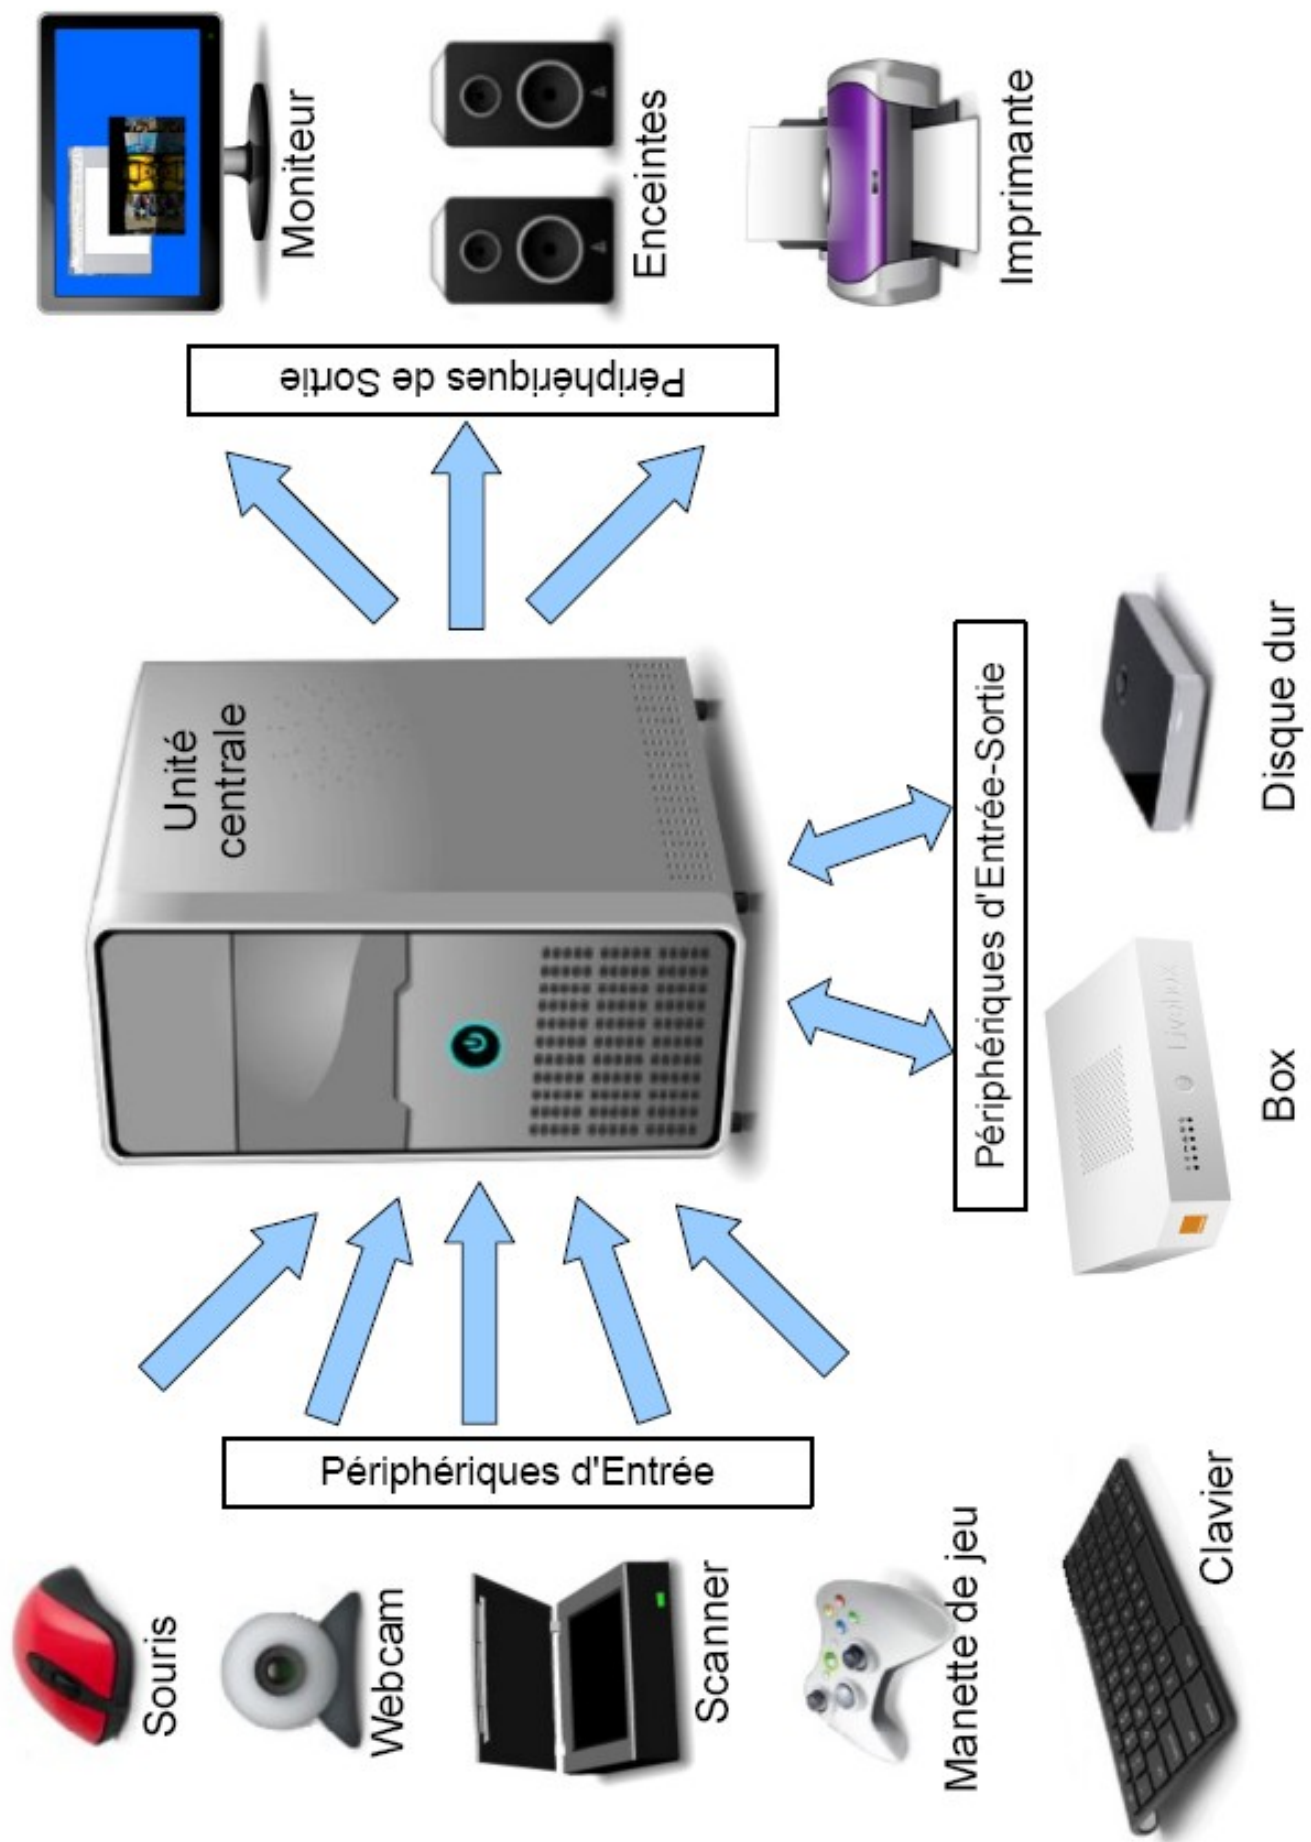 Souris
Webcam
Scanner
Manette de jeu
Clavier
Périphériques d'Entrée
Unité
centrale
Périphériques de Sortie
Moniteur
Enceintes
Imprimante
Périphériques d'Entrée-Sortie
Livebox
Box
Disque dur